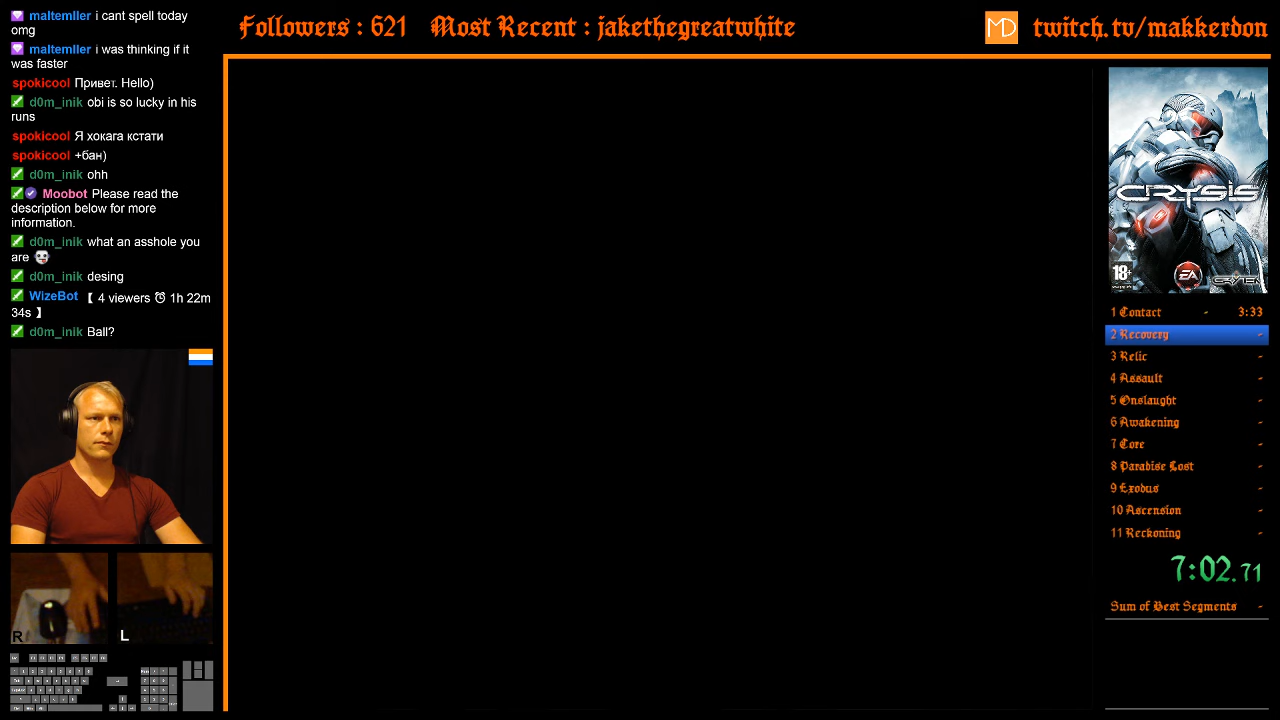 maltemller i cant spell today
omg
maltemller i was thinking if it
was faster
spokicool Привет. Hello)
d0m_inik obi is so lucky in his
runs
spokicool Я хокага кстати
spokicool +бан)
d0m_inik ohh
Moobot Please read the
description below for more
information.
d0m_inik what an asshole you
are
d0m_inik desing
WizeBot 【 4 viewers ⏰ 1h 22m
34s 】
d0m_inik Ball?
R
L
Followers : 621 Most Recent : jakethegreatwhite
MD twitch.tv/makkerdon
CRYSIS
18+
EA
CRYTEK
1 Contact - 3:33
2 Recovery -
3 Relic -
4 Assault -
5 Onslaught -
6 Awakening -
7 Core -
8 Paradise Lost -
9 Exodus -
10 Ascension -
11 Reckoning -
7:02.71
Sum of Best Segments -